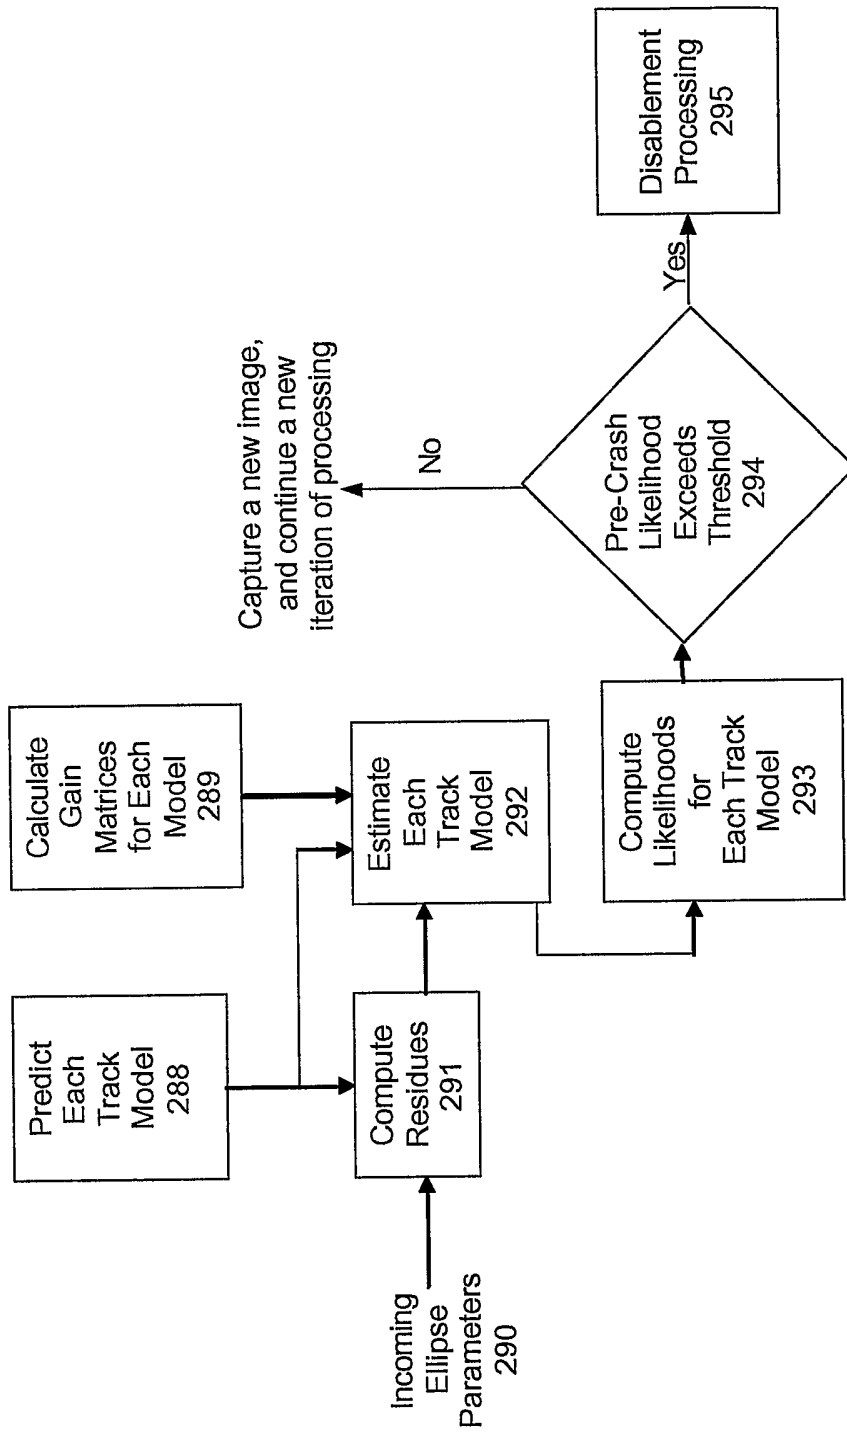 Predict
Each
Track
Model
288
Calculate
Gain
Matrices
for Each
Model
289
Incoming
Ellipse
Parameters
290
Compute
Residues
291
Estimate
Each
Track
Model
292
Compute
Likelihoods
for
Each Track
Model
293
Pre-Crash
Likelihood
Exceeds
Threshold
294
No
Capture a new image,
and continue a new
iteration of processing
Yes
Disablement
Processing
295